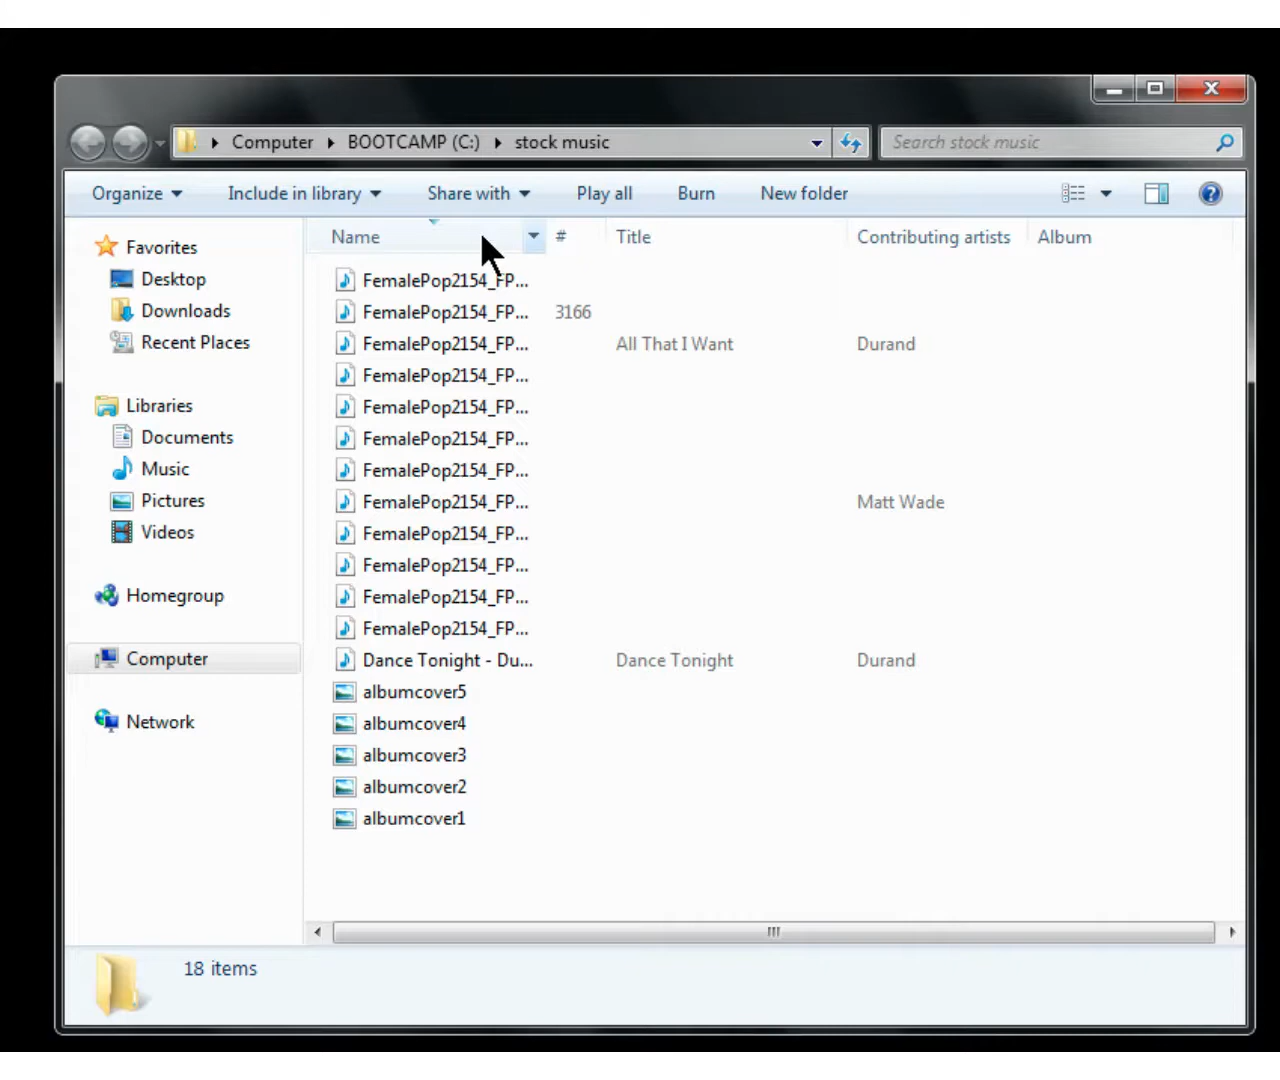 Computer ▸ BOOTCAMP (C:) ▸ stock music
Search stock music
Organize Include in library Share with Play all Burn New folder
Favorites
Desktop
Downloads
Recent Places
Libraries
Documents
Music
Pictures
Videos
Homegroup
Computer
Network
Name # Title Contributing artists Album
FemalePop2154_FP...
FemalePop2154_FP... 3166
FemalePop2154_FP... All That I Want Durand
FemalePop2154_FP...
FemalePop2154_FP...
FemalePop2154_FP...
FemalePop2154_FP...
FemalePop2154_FP... Matt Wade
FemalePop2154_FP...
FemalePop2154_FP...
FemalePop2154_FP...
FemalePop2154_FP...
Dance Tonight - Du... Dance Tonight Durand
albumcover5
albumcover4
albumcover3
albumcover2
albumcover1
18 items